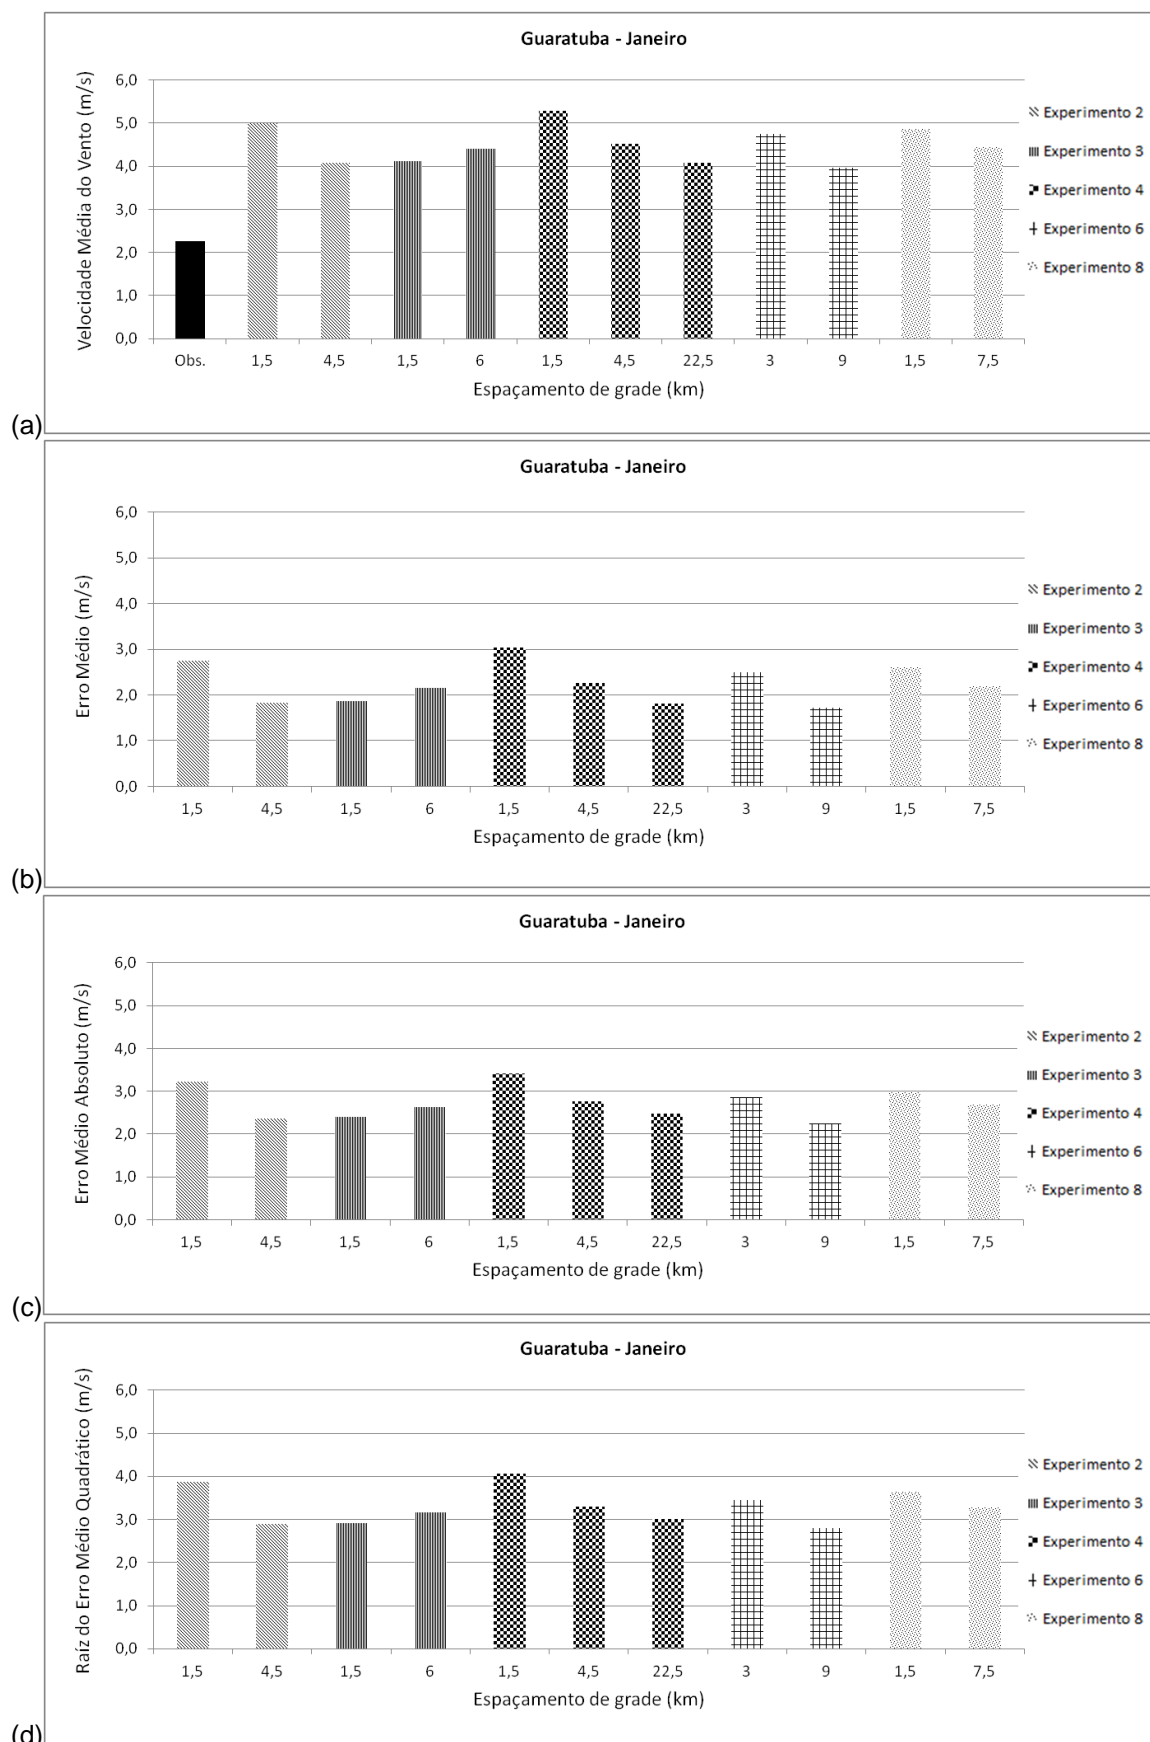 Guaratuba - Janeiro
Velocidade Média do Vento (m/s)
6,0
5,0
4,0
3,0
2,0
1,0
0,0
Obs. 1,5 4,5 1,5 6 1,5 4,5 22,5 3 9 1,5 7,5
Espaçamento de grade (km)
Experimento 2
Experimento 3
Experimento 4
Experimento 6
Experimento 8
(a)
Guaratuba - Janeiro
Erro Médio (m/s)
6,0
5,0
4,0
3,0
2,0
1,0
0,0
1,5 4,5 1,5 6 1,5 4,5 22,5 3 9 1,5 7,5
Espaçamento de grade (km)
Experimento 2
Experimento 3
Experimento 4
Experimento 6
Experimento 8
(b)
Guaratuba - Janeiro
Erro Médio Absoluto (m/s)
6,0
5,0
4,0
3,0
2,0
1,0
0,0
1,5 4,5 1,5 6 1,5 4,5 22,5 3 9 1,5 7,5
Espaçamento de grade (km)
Experimento 2
Experimento 3
Experimento 4
Experimento 6
Experimento 8
(c)
Guaratuba - Janeiro
Raíz do Erro Médio Quadrático (m/s)
6,0
5,0
4,0
3,0
2,0
1,0
0,0
1,5 4,5 1,5 6 1,5 4,5 22,5 3 9 1,5 7,5
Espaçamento de grade (km)
Experimento 2
Experimento 3
Experimento 4
Experimento 6
Experimento 8
(d)